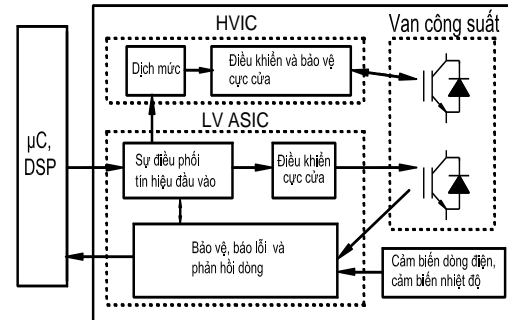 HVIC
Van công suất
Dịch mức
Điều khiển và bảo vệ
cực cửa
LV ASIC
µC,
DSP
Sự điều phối
tín hiệu đầu vào
Điều khiển
cực cửa
Bảo vệ, báo lỗi và
phản hồi dòng
Cảm biến dòng điện,
cảm biến nhiệt độ